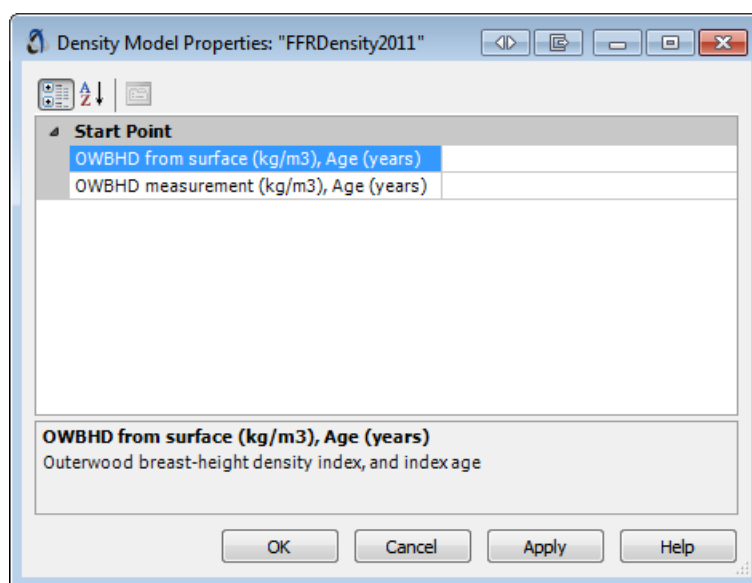 Density Model Properties: "FFRDensity2011"
A
Z
Start Point
OWBHD from surface (kg/m3), Age (years)
OWBHD measurement (kg/m3), Age (years)
OWBHD from surface (kg/m3), Age (years)
Outerwood breast-height density index, and index age
OK Cancel Apply Help